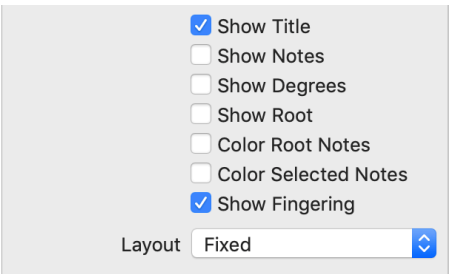 Show Title
Show Notes
Show Degrees
Show Root
Color Root Notes
Color Selected Notes
Show Fingering
Layout Fixed